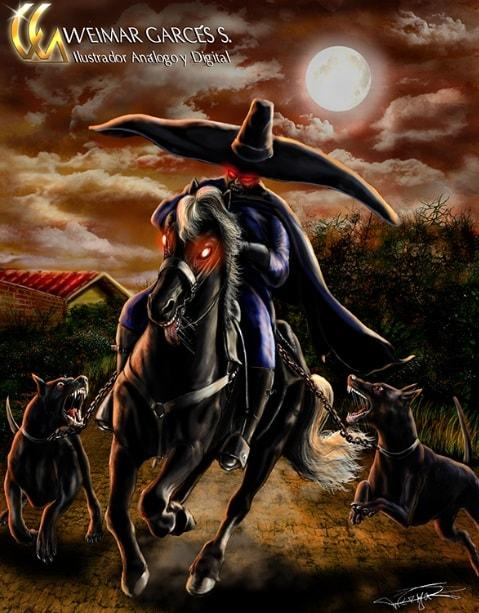 WEIMAR GARCÉS S.
Ilustrador Análogo y Digital